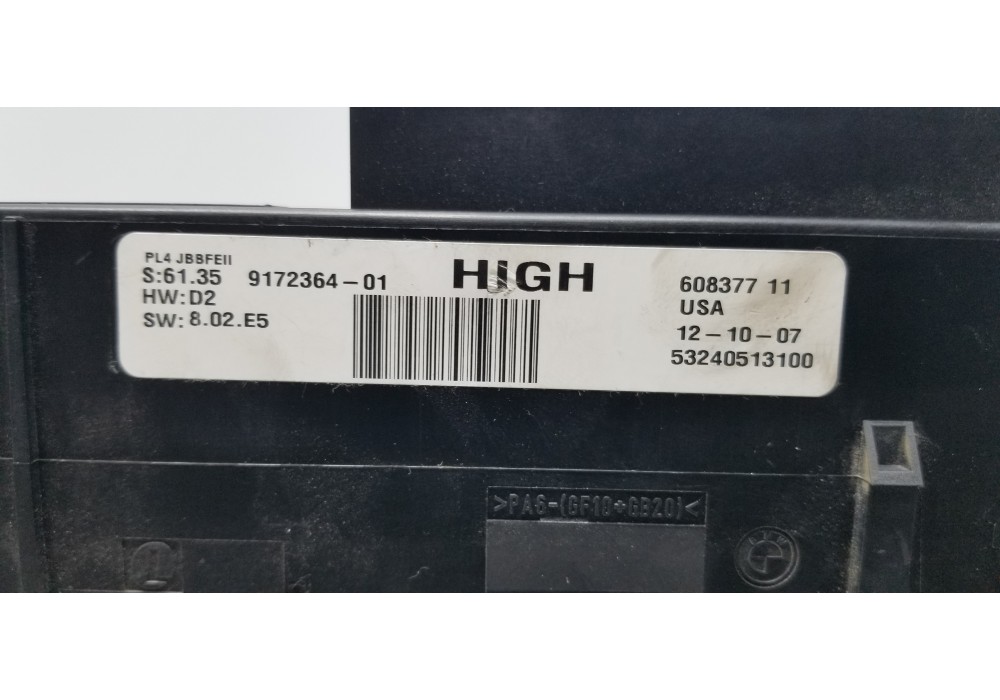 PL4 JBBFEII
S:61.35 9172364-01 HIGH 608377 11
HW:D2 USA
SW: 8.02.E5 12-10-07
53240513100
>PA6-(GF10+GB20)<
BMW